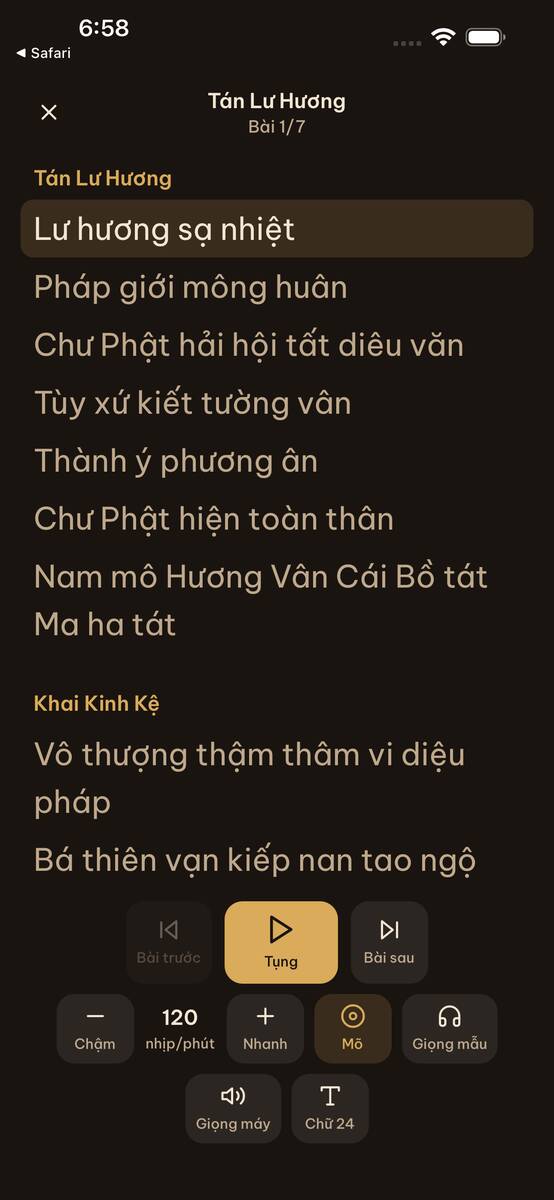 6:58
◀ Safari
Tán Lư Hương
Bài 1/7
Tán Lư Hương
Lư hương sạ nhiệt
Pháp giới mông huân
Chư Phật hải hội tất diêu văn
Tùy xứ kiết tường vân
Thành ý phương ân
Chư Phật hiện toàn thân
Nam mô Hương Vân Cái Bồ tát
Ma ha tát
Khai Kinh Kệ
Vô thượng thậm thâm vi diệu
pháp
Bá thiên vạn kiếp nan tao ngộ
Bài trước
Tụng
Bài sau
Chậm
120
nhịp/phút
Nhanh
Mõ
Giọng mẫu
Giọng máy
Chữ 24